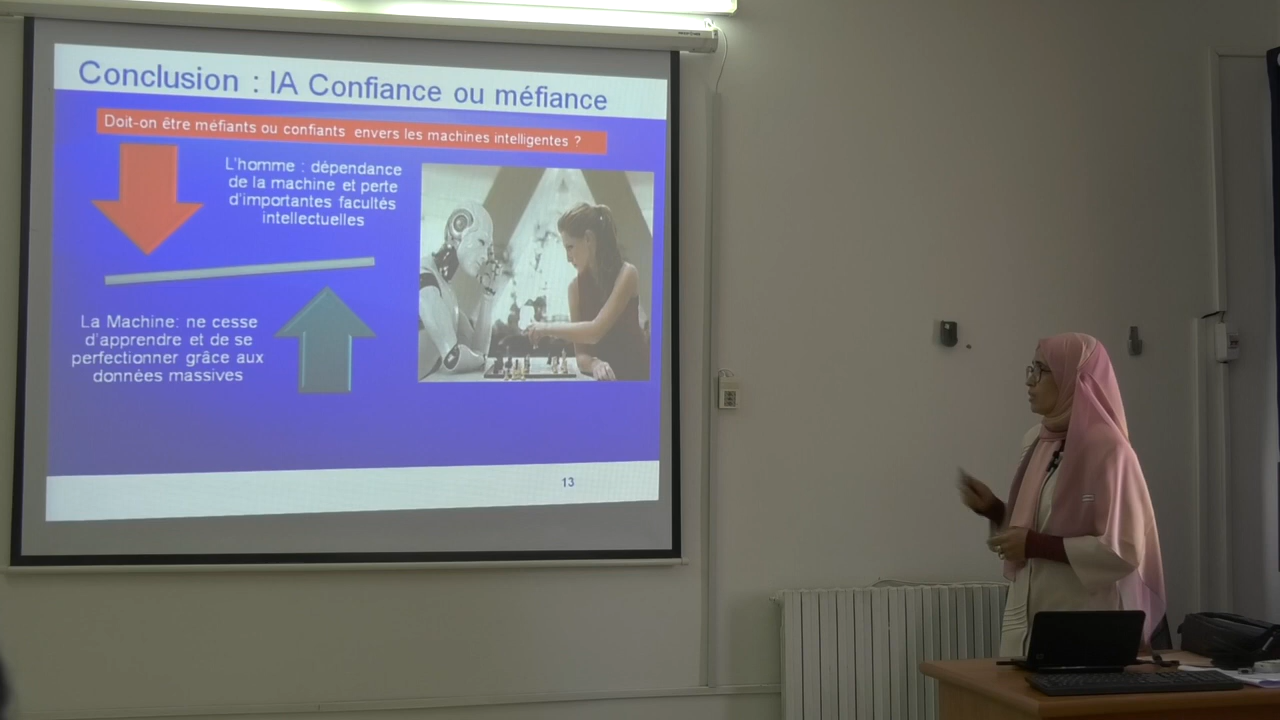 Conclusion : IA Confiance ou méfiance
Doit-on être méfiants ou confiants envers les machines intelligentes ?
L'homme : dépendance
de la machine et perte
d'importantes facultés
intellectuelles
La Machine: ne cesse
d'apprendre et de se
perfectionner grâce aux
données massives
13